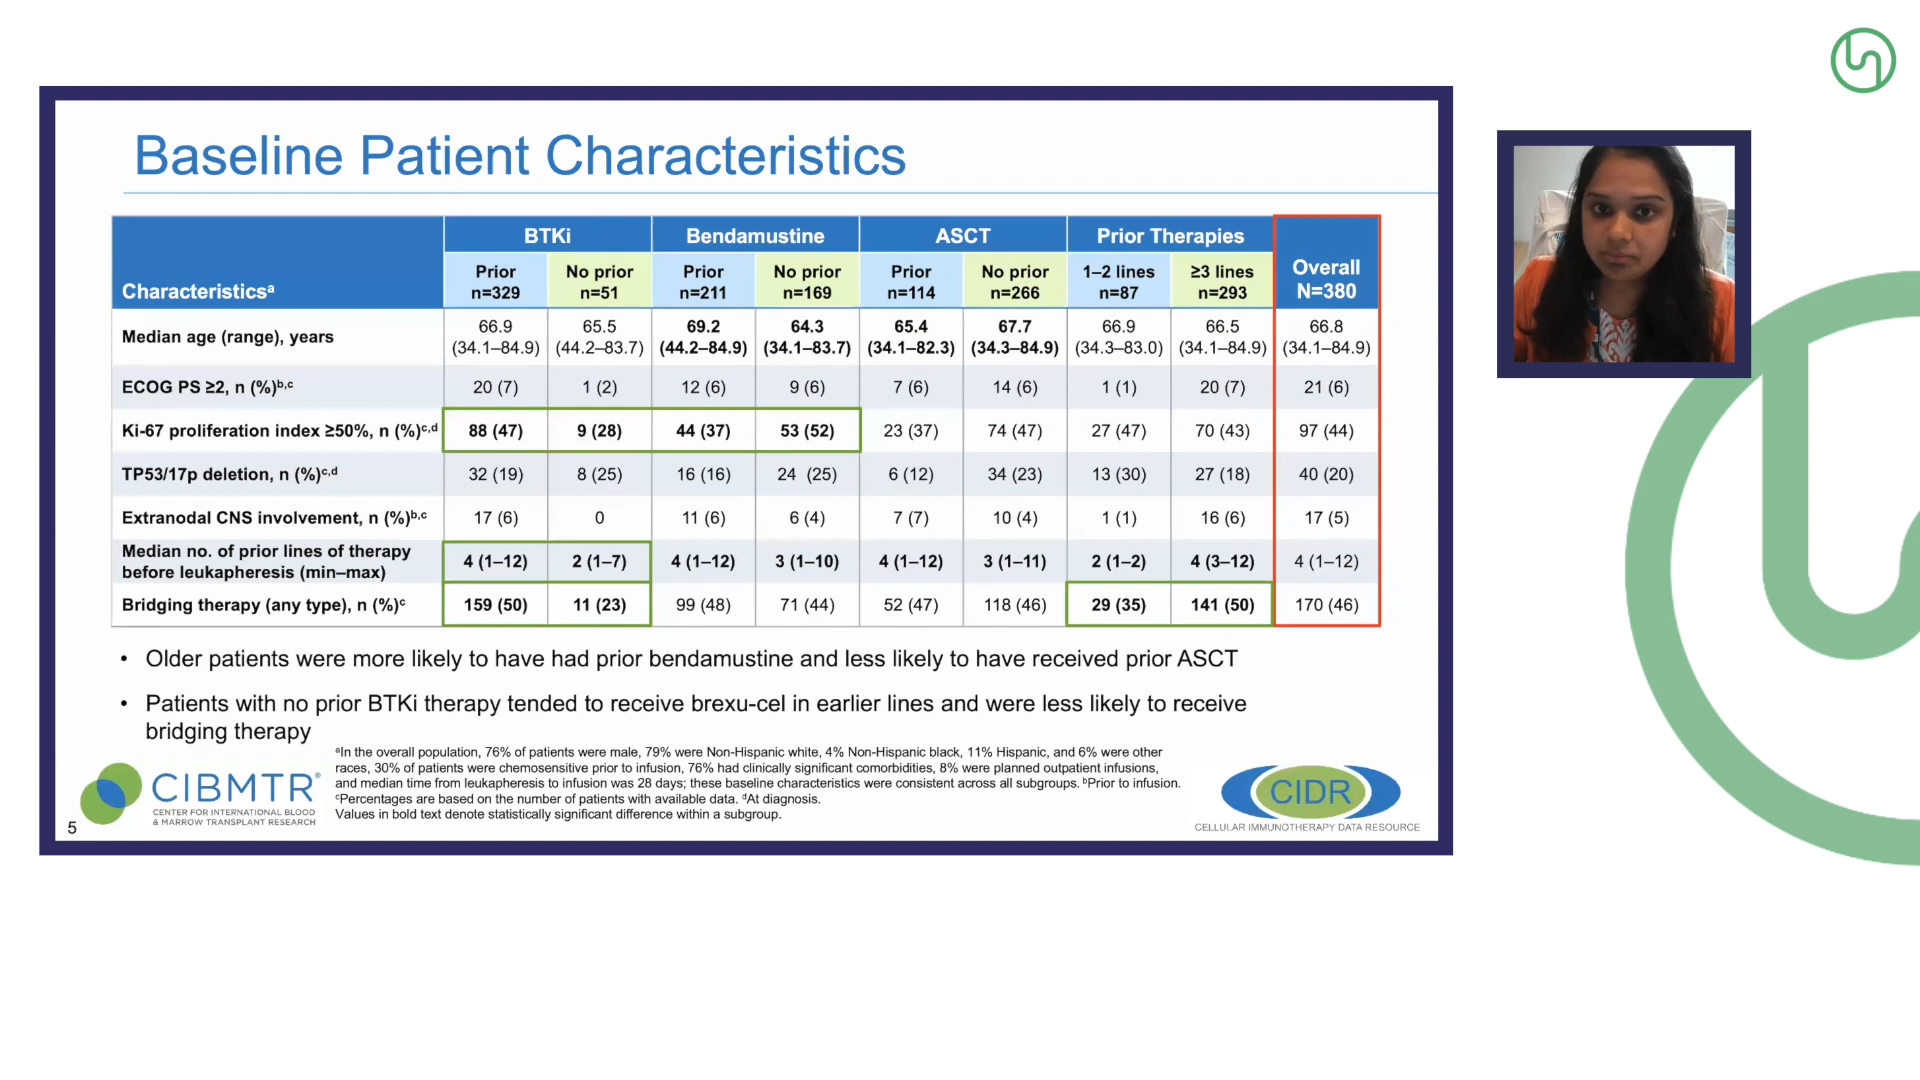 Baseline Patient Characteristics
BTKi Bendamustine ASCT Prior Therapies
Characteristicsᵃ Prior n=329 No prior n=51 Prior n=211 No prior n=169 Prior n=114 No prior n=266 1–2 lines n=87 ≥3 lines n=293 Overall N=380
Median age (range), years 66.9 (34.1–84.9) 65.5 (44.2–83.7) 69.2 (44.2–84.9) 64.3 (34.1–83.7) 65.4 (34.1–82.3) 67.7 (34.3–84.9) 66.9 (34.3–83.0) 66.5 (34.1–84.9) 66.8 (34.1–84.9)
ECOG PS ≥2, n (%)ᵇ,ᶜ 20 (7) 1 (2) 12 (6) 9 (6) 7 (6) 14 (6) 1 (1) 20 (7) 21 (6)
Ki-67 proliferation index ≥50%, n (%)ᶜ,ᵈ 88 (47) 9 (28) 44 (37) 53 (52) 23 (37) 74 (47) 27 (47) 70 (43) 97 (44)
TP53/17p deletion, n (%)ᶜ,ᵈ 32 (19) 8 (25) 16 (16) 24 (25) 6 (12) 34 (23) 13 (30) 27 (18) 40 (20)
Extranodal CNS involvement, n (%)ᵇ,ᶜ 17 (6) 0 11 (6) 6 (4) 7 (7) 10 (4) 1 (1) 16 (6) 17 (5)
Median no. of prior lines of therapy before leukapheresis (min–max) 4 (1–12) 2 (1–7) 4 (1–12) 3 (1–10) 4 (1–12) 3 (1–11) 2 (1–2) 4 (3–12) 4 (1–12)
Bridging therapy (any type), n (%)ᶜ 159 (50) 11 (23) 99 (48) 71 (44) 52 (47) 118 (46) 29 (35) 141 (50) 170 (46)
• Older patients were more likely to have had prior bendamustine and less likely to have received prior ASCT
• Patients with no prior BTKi therapy tended to receive brexu-cel in earlier lines and were less likely to receive
bridging therapy
ᵃIn the overall population, 76% of patients were male, 79% were Non-Hispanic white, 4% Non-Hispanic black, 11% Hispanic, and 6% were other
races, 30% of patients were chemosensitive prior to infusion, 76% had clinically significant comorbidities, 8% were planned outpatient infusions,
and median time from leukapheresis to infusion was 28 days; these baseline characteristics were consistent across all subgroups. ᵇPrior to infusion.
ᶜPercentages are based on the number of patients with available data. ᵈAt diagnosis.
Values in bold text denote statistically significant difference within a subgroup.
CIBMTR®
CENTER FOR INTERNATIONAL BLOOD
& MARROW TRANSPLANT RESEARCH
5
CIDR
CELLULAR IMMUNOTHERAPY DATA RESOURCE